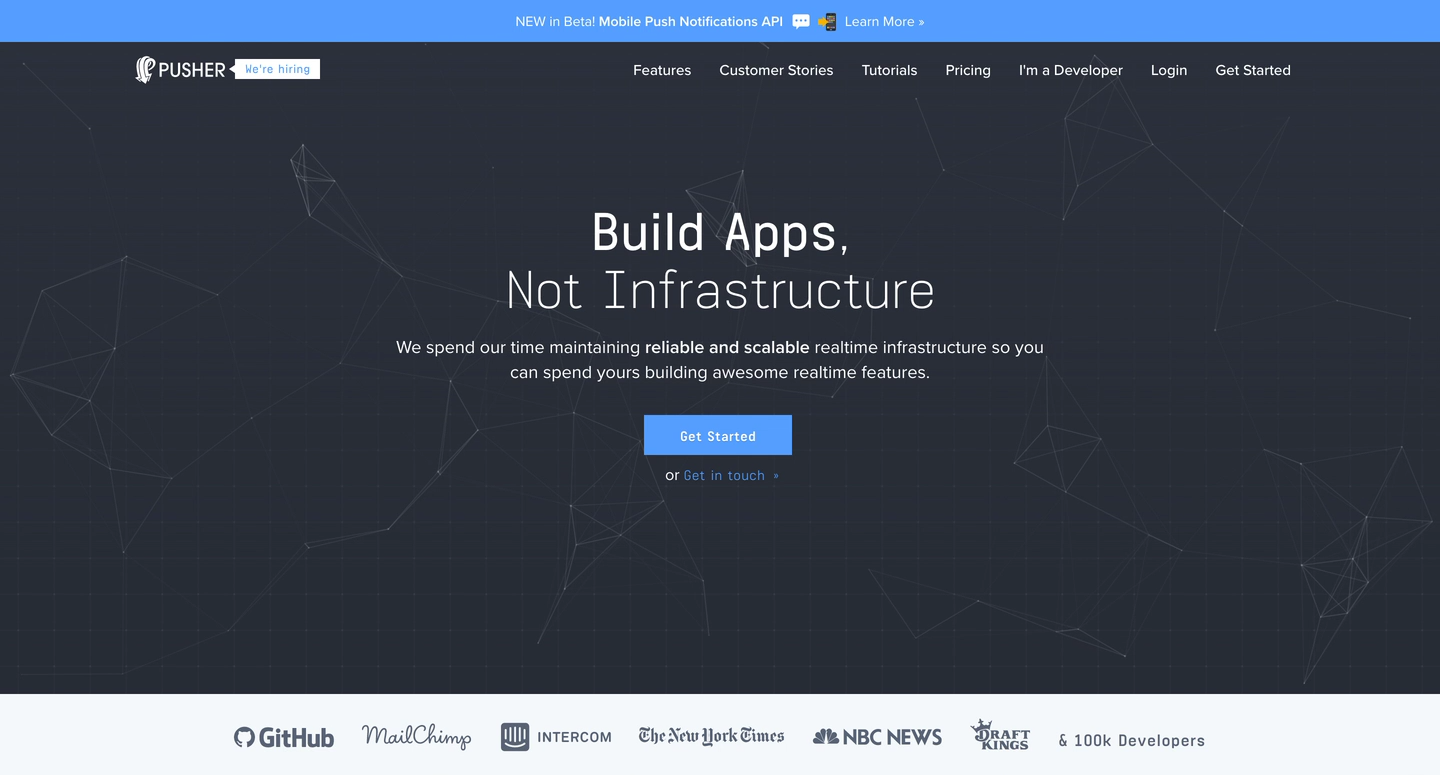 NEW in Beta! Mobile Push Notifications API 💬 📲 Learn More »
PUSHER We're hiring Features Customer Stories Tutorials Pricing I'm a Developer Login Get Started
Build Apps,
Not Infrastructure
We spend our time maintaining reliable and scalable realtime infrastructure so you
can spend yours building awesome realtime features.
Get Started
or Get in touch »
GitHub MailChimp INTERCOM The New York Times NBC NEWS DRAFT KINGS & 100k Developers